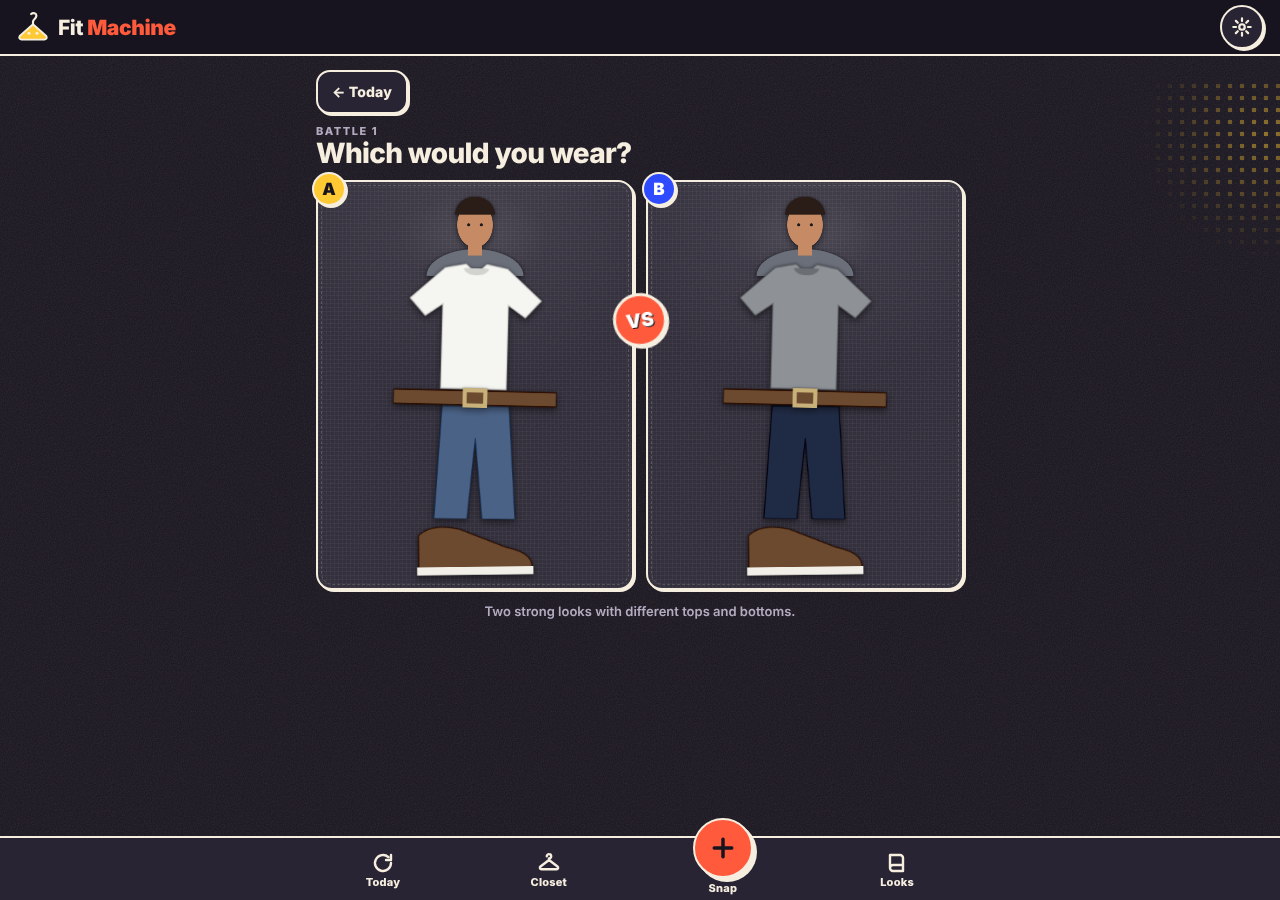 Fit Machine
← Today
BATTLE 1
Which would you wear?
A
B
VS
Two strong looks with different tops and bottoms.
Today
Closet
Snap
Looks